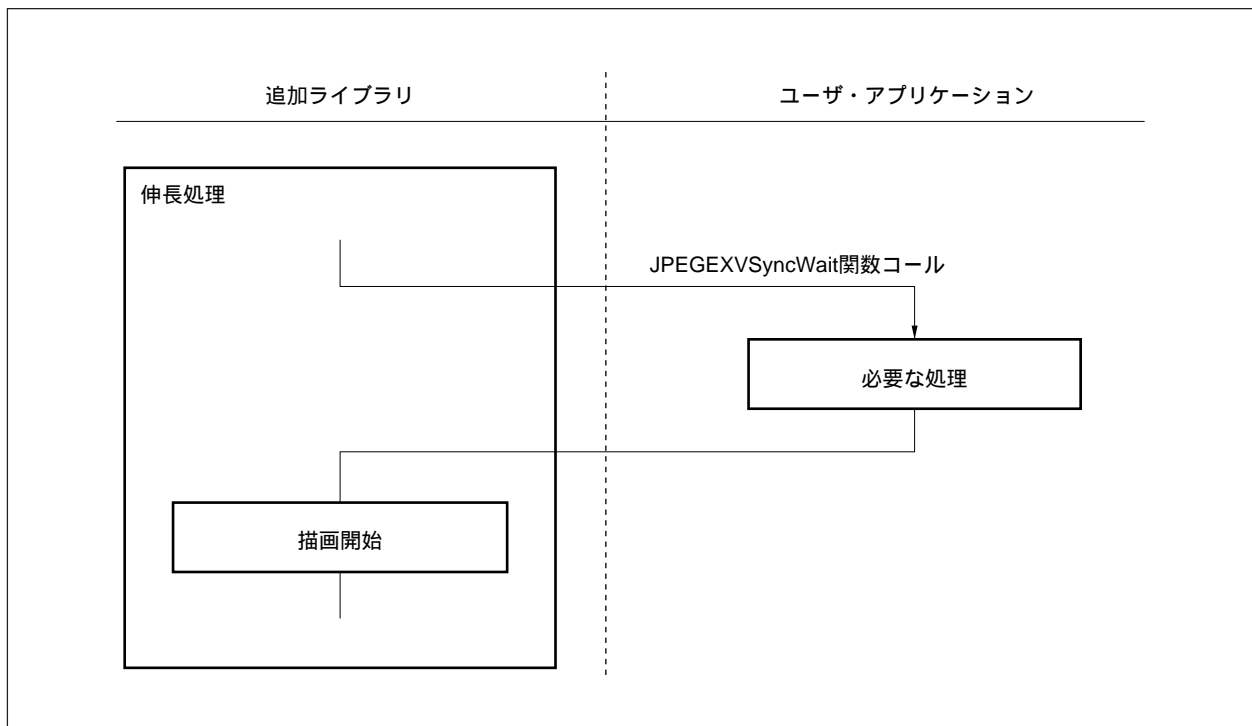 追加ライブラリ
ユーザ・アプリケーション
伸長処理
JPEGEXVSyncWait関数コール
必要な処理
描画開始